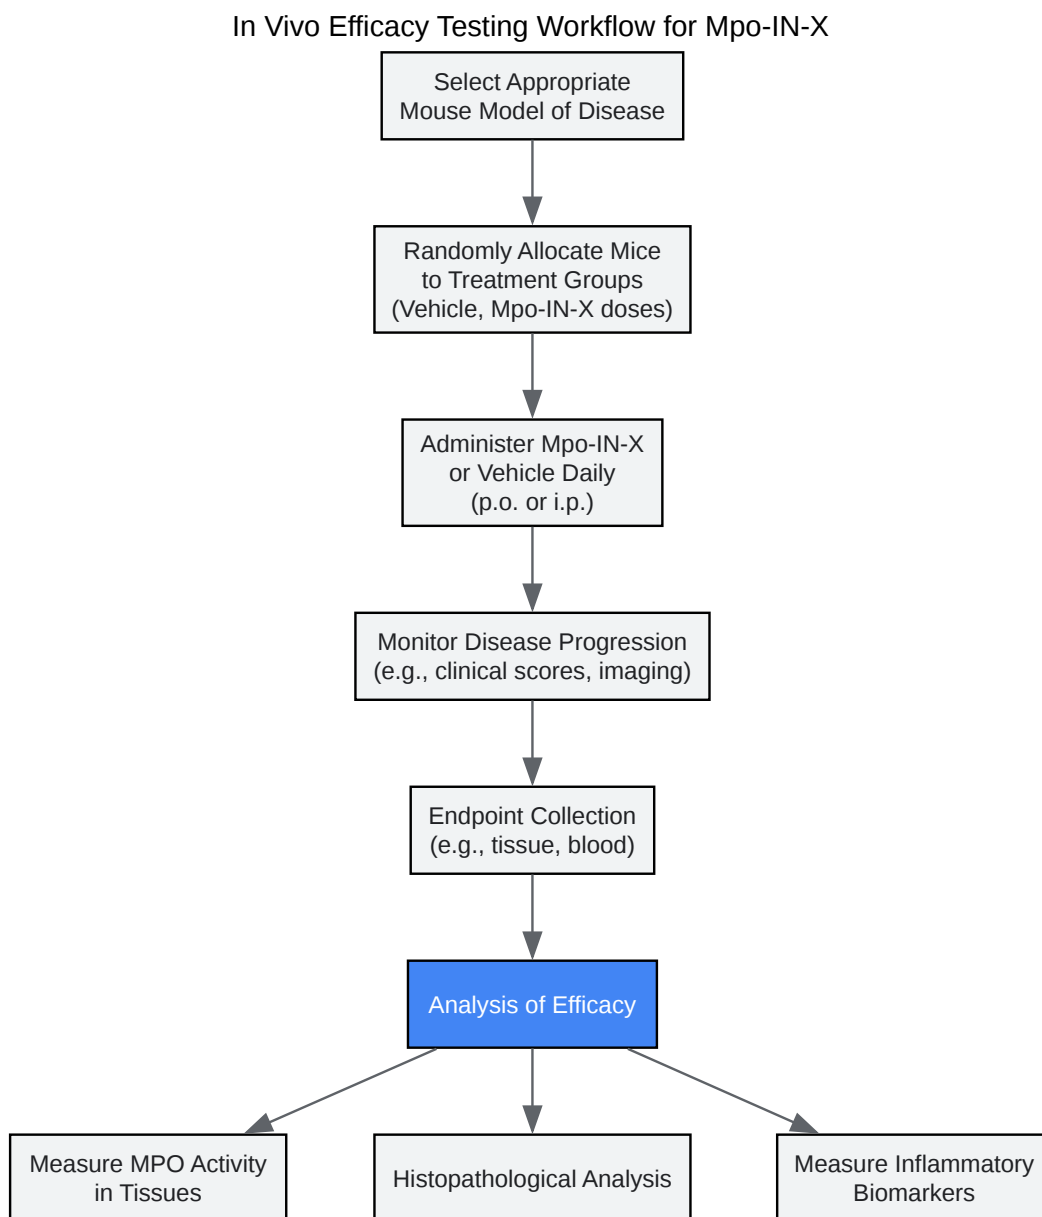 In Vivo Efficacy Testing Workflow for Mpo-IN-X
Select Appropriate
Mouse Model of Disease
Randomly Allocate Mice
to Treatment Groups
(Vehicle, Mpo-IN-X doses)
Administer Mpo-IN-X
or Vehicle Daily
(p.o. or i.p.)
Monitor Disease Progression
(e.g., clinical scores, imaging)
Endpoint Collection
(e.g., tissue, blood)
Analysis of Efficacy
Measure MPO Activity
in Tissues
Histopathological Analysis
Measure Inflammatory
Biomarkers